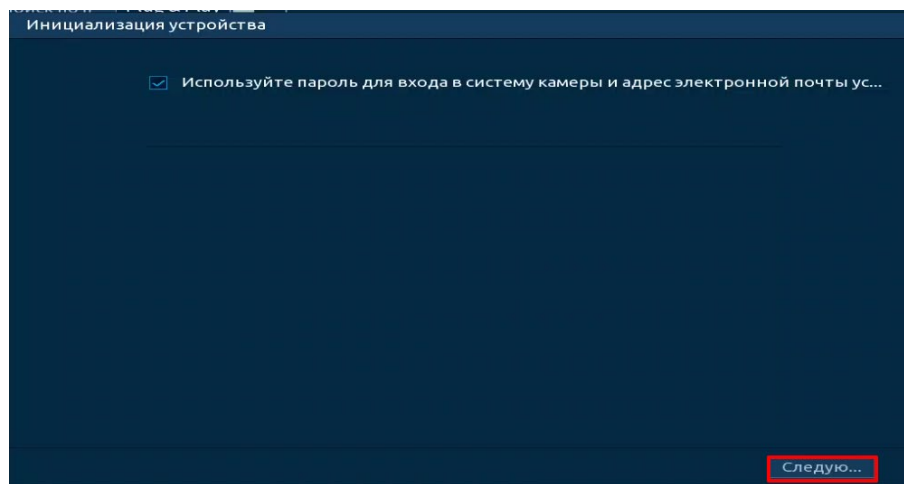 Инициализация устройства
Используйте пароль для входа в систему камеры и адрес электронной почты ус...
Следую...